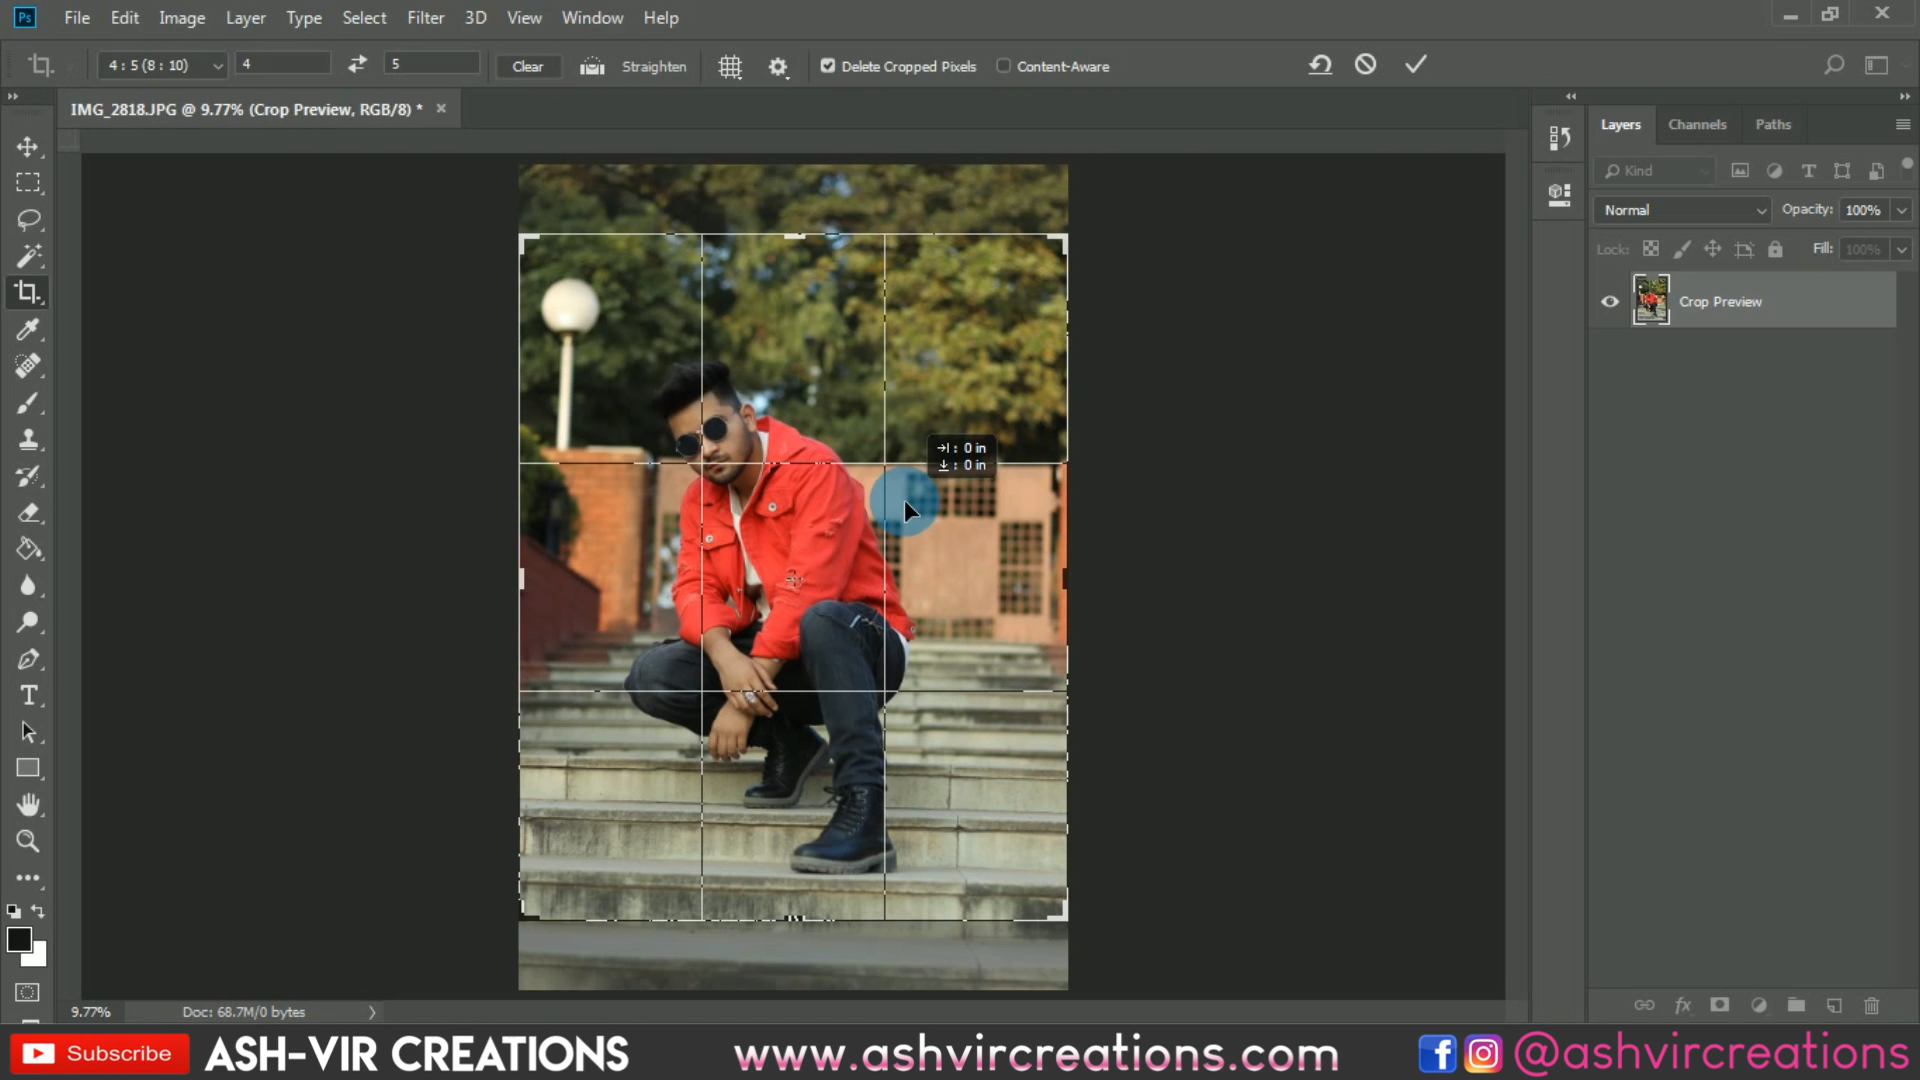 Ps File Edit Image Layer Type Select Filter 3D View Window Help
4 : 5 (8 : 10) 4 5 Clear Straighten Delete Cropped Pixels Content-Aware
IMG_2818.JPG @ 9.77% (Crop Preview, RGB/8) * ×
Layers Channels Paths
Kind
Normal Opacity: 100%
Lock: Fill: 100%
Crop Preview
: 0 in
: 0 in
9.77% Doc: 68.7M/0 bytes
Subscribe ASH-VIR CREATIONS www.ashvircreations.com @ashvircreations